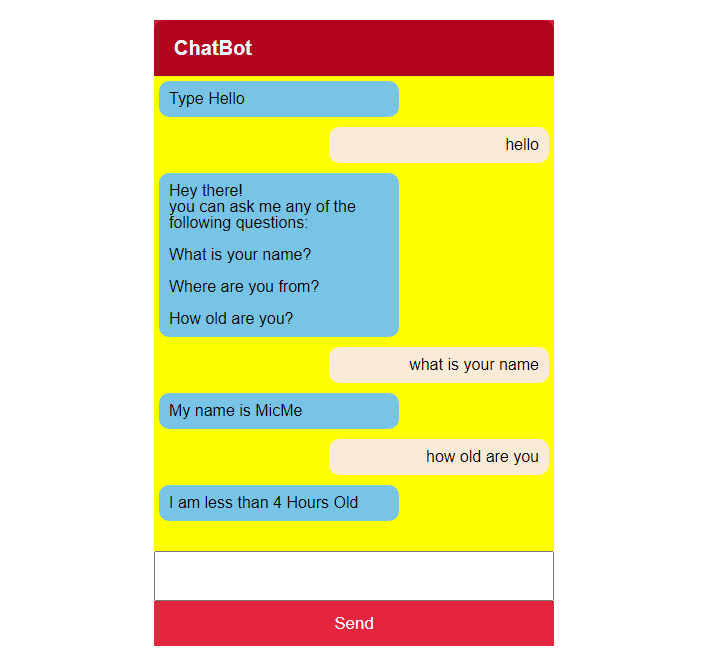 ChatBot
Type Hello
hello
Hey there!
you can ask me any of the
following questions:
What is your name?
Where are you from?
How old are you?
what is your name
My name is MicMe
how old are you
I am less than 4 Hours Old
Send